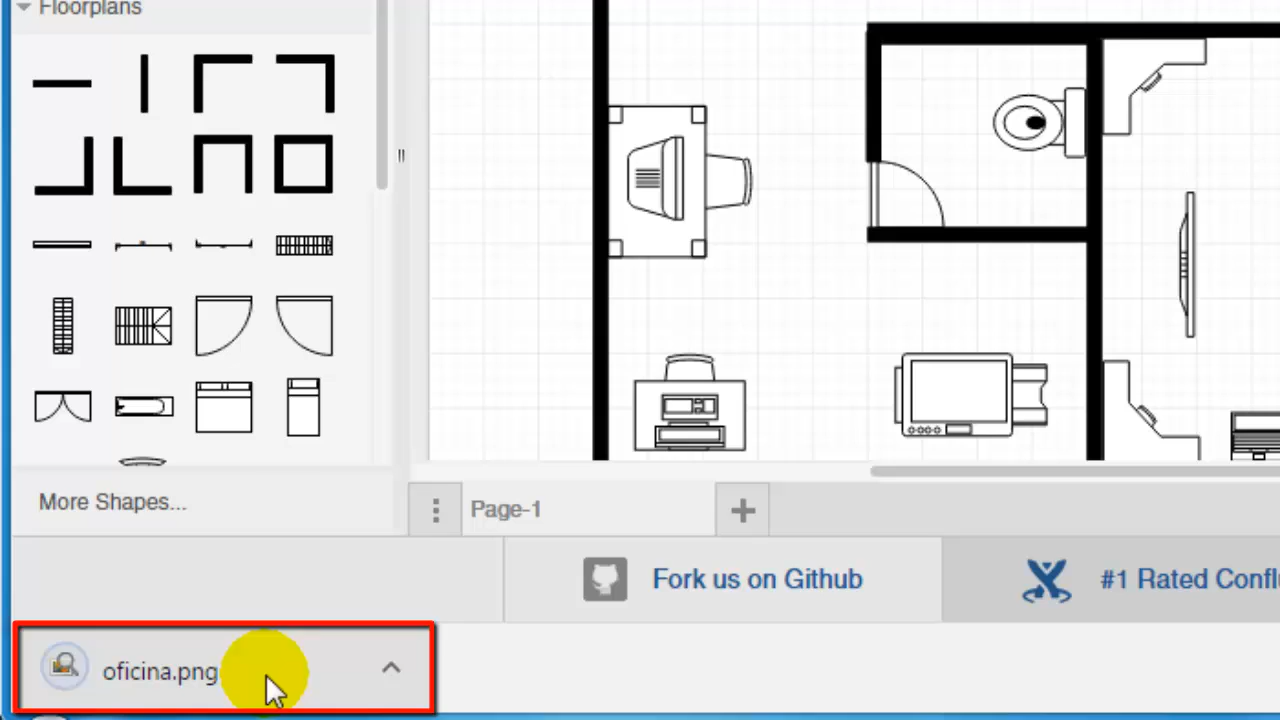 Floorplans
More Shapes...
Page-1
Fork us on Github
#1 Rated Confl
oficina.png